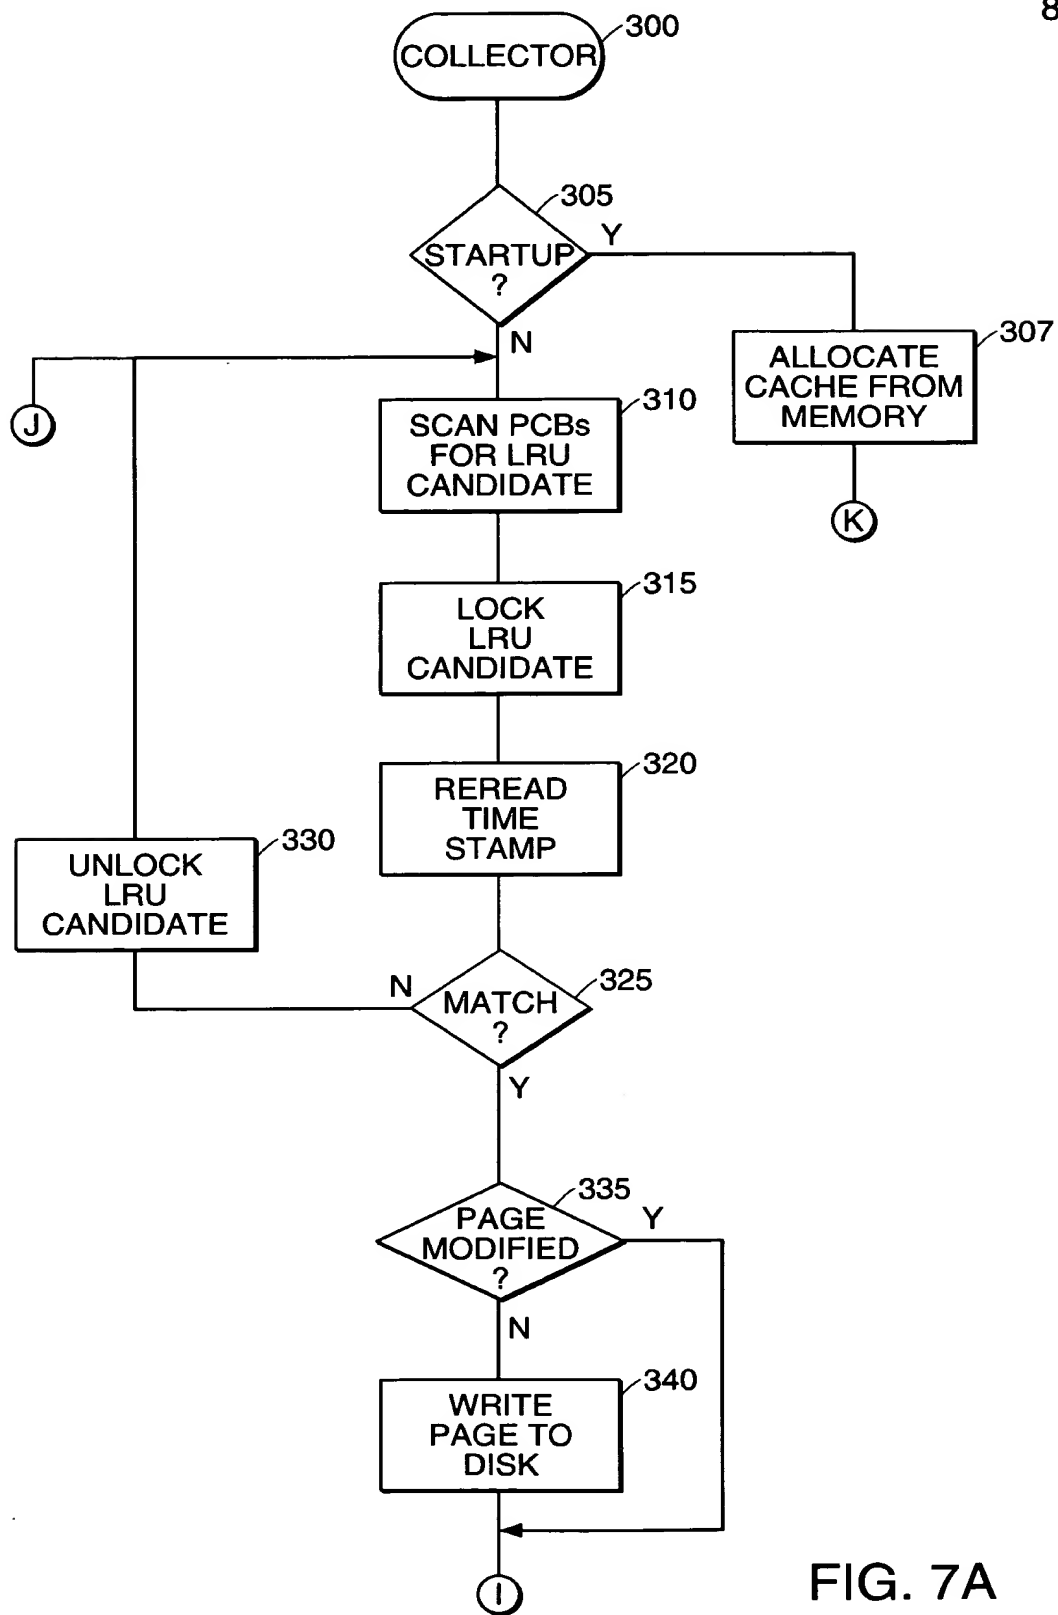 8
COLLECTOR
300
305
STARTUP
?
Y
N
307
ALLOCATE
CACHE FROM
MEMORY
J
310
SCAN PCBs
FOR LRU
CANDIDATE
K
315
LOCK
LRU
CANDIDATE
320
REREAD
TIME
STAMP
330
UNLOCK
LRU
CANDIDATE
N
325
MATCH
?
Y
335
PAGE
MODIFIED
?
Y
N
340
WRITE
PAGE TO
DISK
I
FIG. 7A